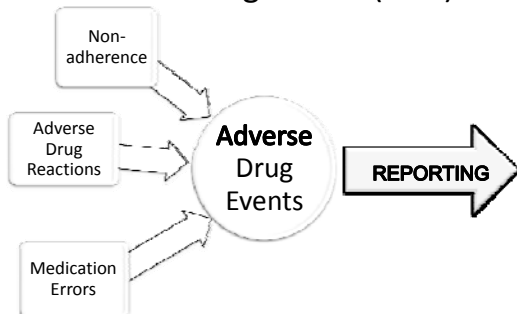 Non-
adherence
Adverse
Drug
Reactions
Medication
Errors
Adverse
Drug
Events
REPORTING